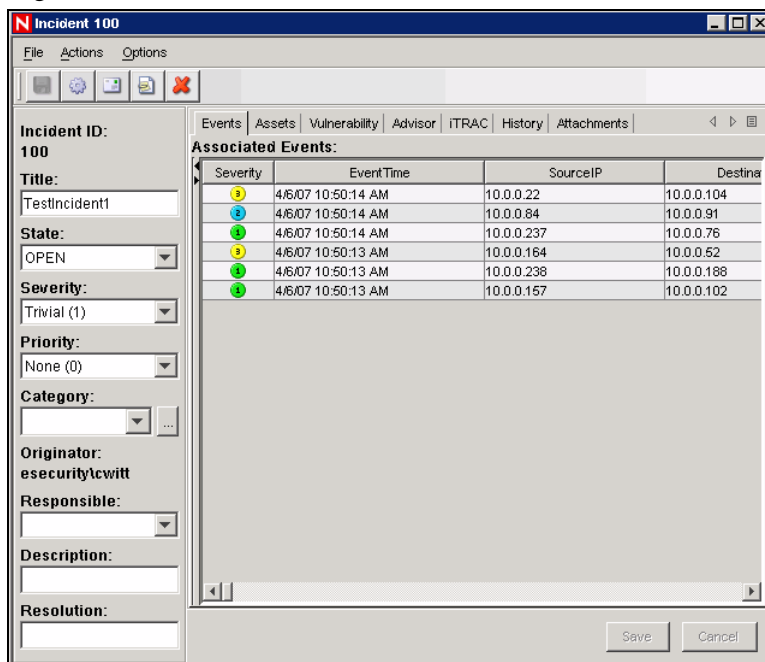 N Incident 100
File Actions Options
Incident ID:
100
Title:
TestIncident1
State:
OPEN
Severity:
Trivial (1)
Priority:
None (0)
Category:
...
Originator:
esecurity\cwitt
Responsible:
Description:
Resolution:
Events Assets Vulnerability Advisor iTRAC History Attachments
Associated Events:
Severity EventTime SourceIP Destina
3 4/6/07 10:50:14 AM 10.0.0.22 10.0.0.104
2 4/6/07 10:50:14 AM 10.0.0.84 10.0.0.91
1 4/6/07 10:50:14 AM 10.0.0.237 10.0.0.76
3 4/6/07 10:50:13 AM 10.0.0.164 10.0.0.52
1 4/6/07 10:50:13 AM 10.0.0.238 10.0.0.188
1 4/6/07 10:50:13 AM 10.0.0.157 10.0.0.102
Save Cancel